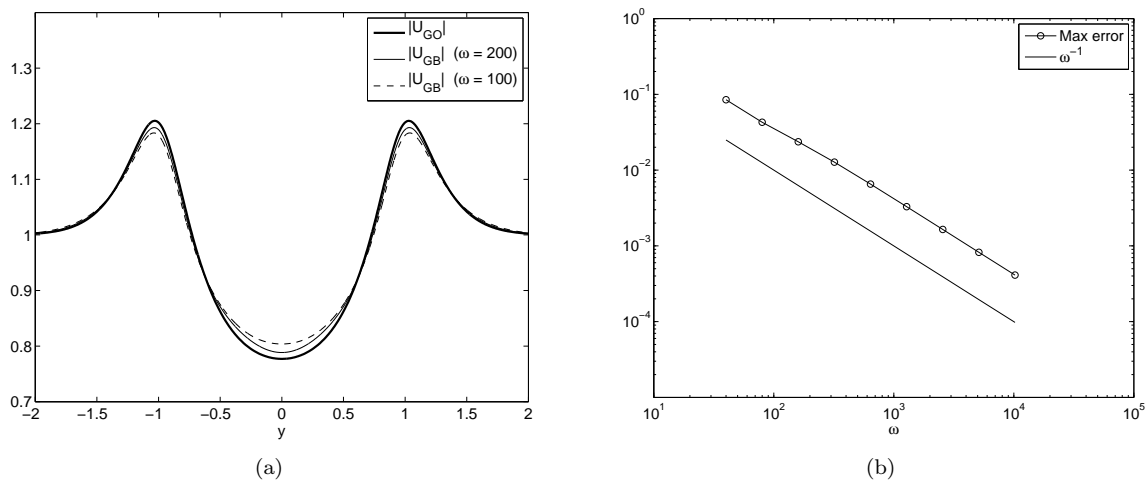 |U_GO|
|U_GB| (ω = 200)
|U_GB| (ω = 100)
1.3
1.2
1.1
1
0.9
0.8
0.7
−2
−1.5
−1
−0.5
0
0.5
1
1.5
2
y
(a)
Max error
ω^−1
10^0
10^−1
10^−2
10^−3
10^−4
10^1
10^2
10^3
10^4
10^5
ω
(b)